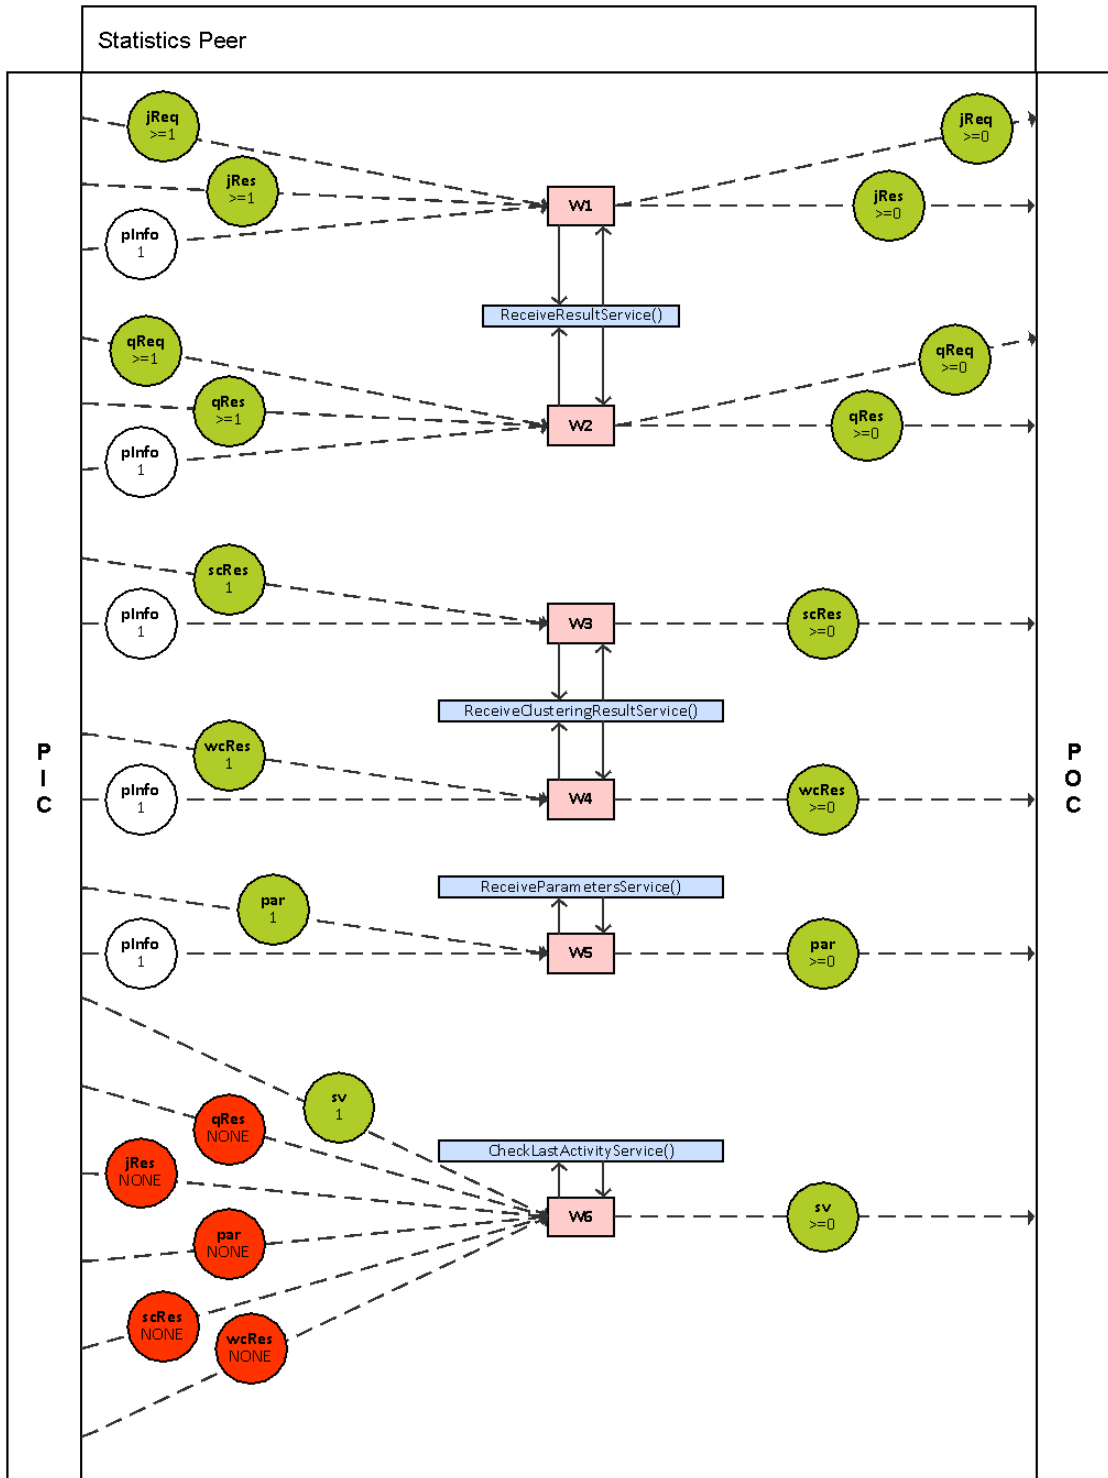 Statistics Peer
jReq
>=1
jReq
>=0
jRes
>=1
W1
jRes
>=0
pInfo
1
ReceiveResultService()
qReq
>=1
qReq
>=0
qRes
>=1
W2
qRes
>=0
pInfo
1
scRes
1
pInfo
1
W3
scRes
>=0
ReceiveClusteringResultService()
wcRes
1
pInfo
1
W4
wcRes
>=0
P
I
C
P
O
C
ReceiveParametersService()
par
1
pInfo
1
W5
par
>=0
sv
1
qRes
NONE
jRes
NONE
CheckLastActivityService()
par
NONE
W6
sv
>=0
scRes
NONE
wcRes
NONE